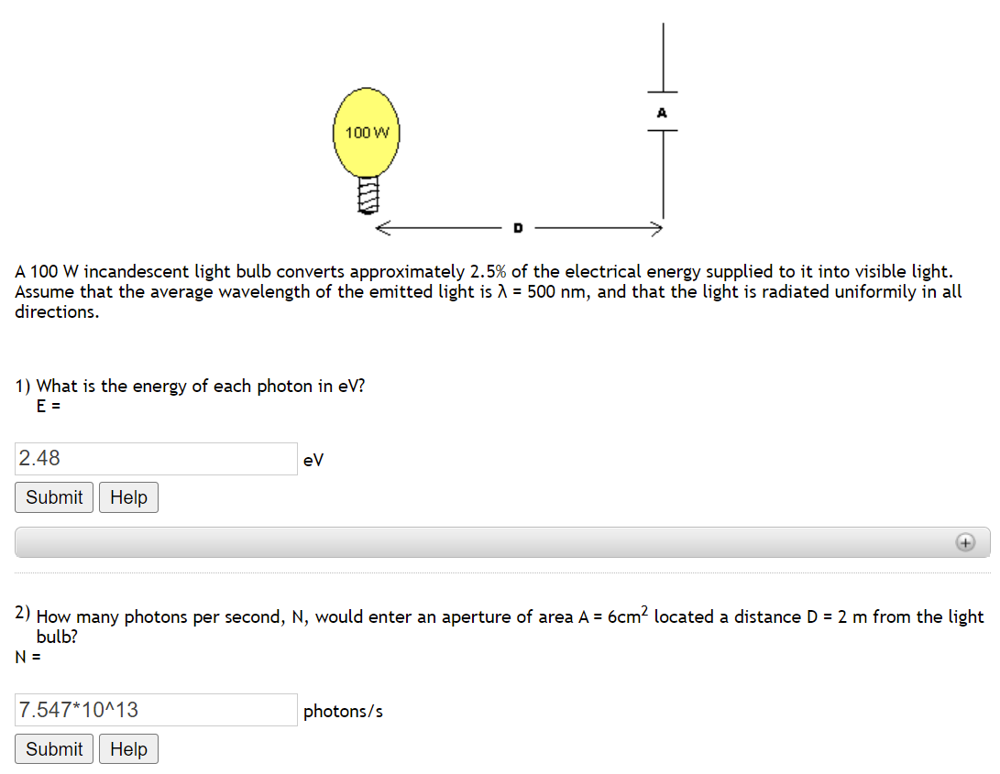 A
100 W
D
A 100 W incandescent light bulb converts approximately 2.5% of the electrical energy supplied to it into visible light.
Assume that the average wavelength of the emitted light is λ = 500 nm, and that the light is radiated uniformily in all
directions.
1) What is the energy of each photon in eV?
E =
2.48 eV
Submit Help
+
2) How many photons per second, N, would enter an aperture of area A = 6cm² located a distance D = 2 m from the light
bulb?
N =
7.547*10^13 photons/s
Submit Help